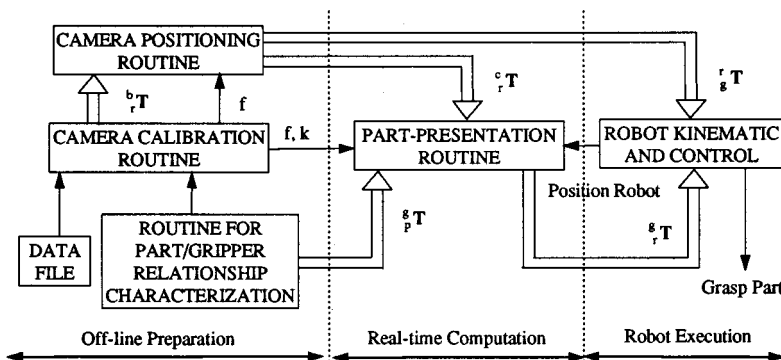 CAMERA POSITIONING
ROUTINE
b
r T
f
c
r T
r
g T
CAMERA CALIBRATION
ROUTINE
f, k
PART-PRESENTATION
ROUTINE
ROBOT KINEMATIC
AND CONTROL
Position Robot
DATA
FILE
ROUTINE FOR
PART/GRIPPER
RELATIONSHIP
CHARACTERIZATION
g
p T
g
r T
Grasp Part
Off-line Preparation
Real-time Computation
Robot Execution